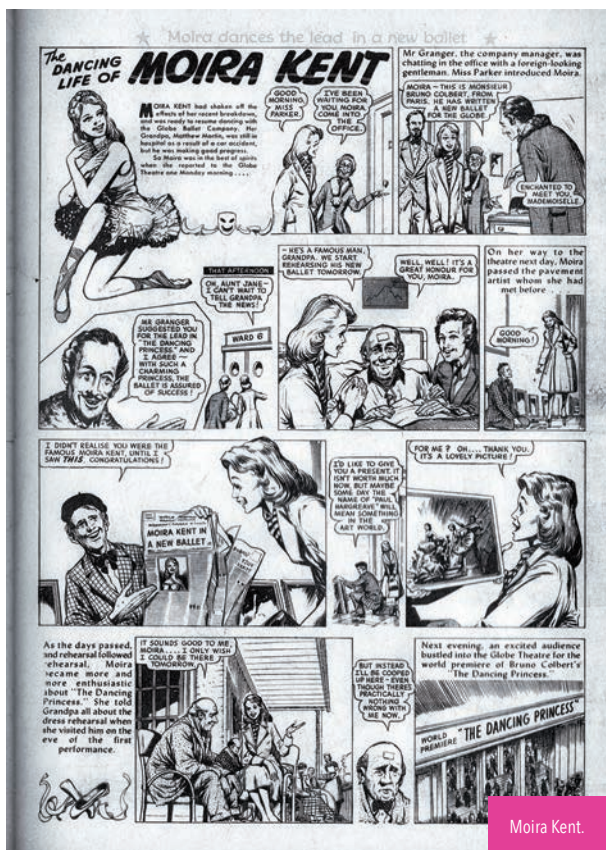 ★ Moira dances the lead in a new ballet ★
The
DANCING
LIFE OF
MOIRA KENT
MOIRA KENT had shaken off the
effects of her recent breakdown,
and was ready to resume dancing with
the Globe Ballet Company. Her
Grandpa, Matthew Martin, was still in
hospital as a result of a car accident,
but he was making good progress.
So Moira was in the best of spirits
when she reported to the Globe
Theatre one Monday morning . . . .
GOOD
MORNING,
MISS
PARKER.
I'VE BEEN
WAITING FOR
YOU, MOIRA.
COME INTO
THE
OFFICE.
Mr Granger, the company manager, was
chatting in the office with a foreign-looking
gentleman. Miss Parker introduced Moira.
MOIRA — THIS IS MONSIEUR
BRUNO COLBERT, FROM
PARIS. HE HAS WRITTEN
A NEW BALLET
FOR THE GLOBE.
ENCHANTED TO
MEET YOU,
MADEMOISELLE.
MR GRANGER
SUGGESTED YOU
FOR THE LEAD IN
"THE DANCING
PRINCESS," AND
I AGREE —
WITH SUCH A
CHARMING
PRINCESS, THE
BALLET IS ASSURED
OF SUCCESS!
THAT AFTERNOON
OH, AUNT JANE —
I CAN'T WAIT TO
TELL GRANDPA
THE NEWS!
WARD 6
— HE'S A FAMOUS MAN,
GRANDPA. WE START
REHEARSING HIS NEW
BALLET TOMORROW.
WELL, WELL! IT'S A
GREAT HONOUR FOR
YOU, MOIRA.
On her way to the
theatre next day, Moira
passed the pavement
artist whom she had
met before . . .
GOOD
MORNING!
I DIDN'T REALISE YOU WERE THE
FAMOUS MOIRA KENT, UNTIL I
SAW THIS. CONGRATULATIONS!
MOIRA KENT IN
A NEW BALLET
I'D LIKE TO GIVE
YOU A PRESENT. IT
ISN'T WORTH MUCH
NOW, BUT MAYBE
SOME DAY THE
NAME OF "PAUL
HARGREAVE" WILL
MEAN SOMETHING
IN THE
ART WORLD.
FOR ME? OH.... THANK YOU.
IT'S A LOVELY PICTURE!
As the days passed,
and rehearsal followed
rehearsal, Moira
became more and
more enthusiastic
about "The Dancing
Princess." She told
Grandpa all about the
dress rehearsal when
she visited him on the
eve of the first
performance.
IT SOUNDS GOOD TO ME,
MOIRA.... I ONLY WISH
I COULD BE THERE
TOMORROW.
BUT INSTEAD
I'LL BE COOPED
UP HERE — EVEN
THOUGH THERE'S
PRACTICALLY
NOTHING
WRONG WITH
ME NOW.
Next evening, an excited audience
bustled into the Globe Theatre for the
world premiere of Bruno Colbert's
"The Dancing Princess."
WORLD
PREMIERE "THE DANCING PRINCESS"
Moira Kent.